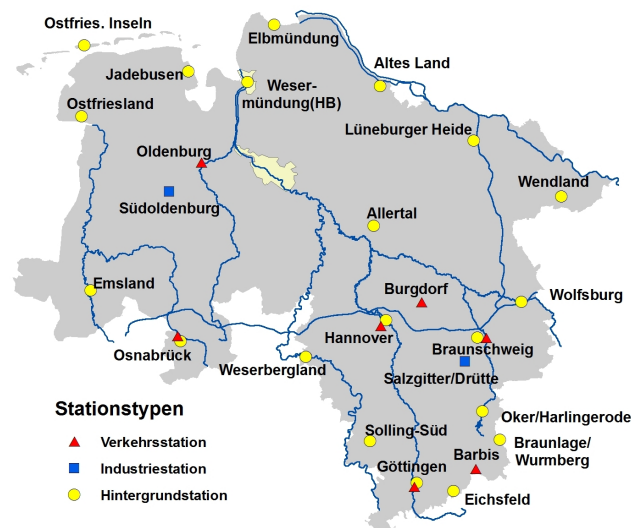 Ostfries. Inseln
Elbmündung
Altes Land
Jadebusen
Weser-
mündung(HB)
Ostfriesland
Lüneburger Heide
Oldenburg
Wendland
Südoldenburg
Allertal
Emsland
Burgdorf
Wolfsburg
Hannover
Braunschweig
Osnabrück
Weserbergland
Salzgitter/Drütte
Stationstypen
Verkehrsstation
Industriestation
Hintergrundstation
Oker/Harlingerode
Solling-Süd
Braunlage/
Wurmberg
Barbis
Göttingen
Eichsfeld